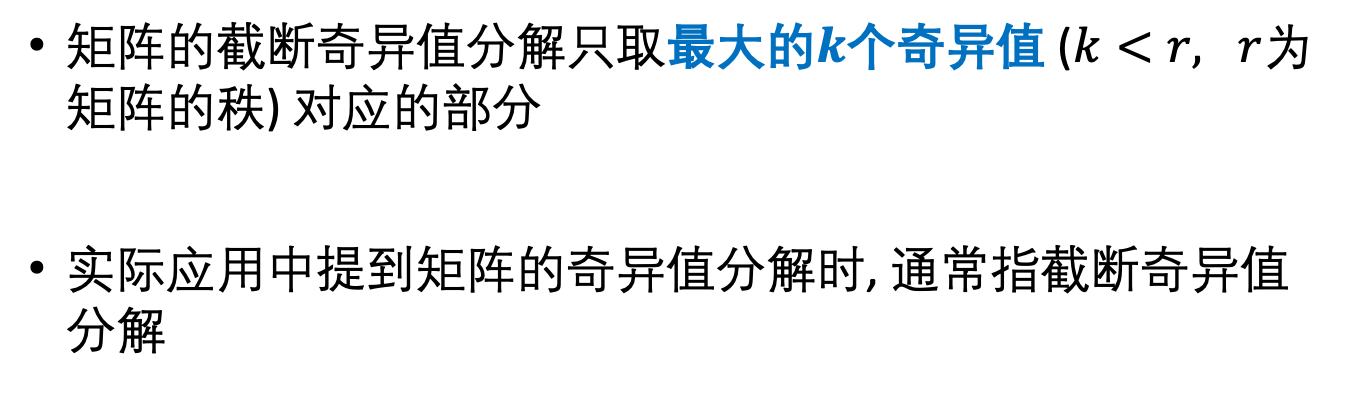 • 矩阵的截断奇异值分解只取最大的k个奇异值 (k < r, r为
矩阵的秩) 对应的部分
• 实际应用中提到矩阵的奇异值分解时, 通常指截断奇异值
分解